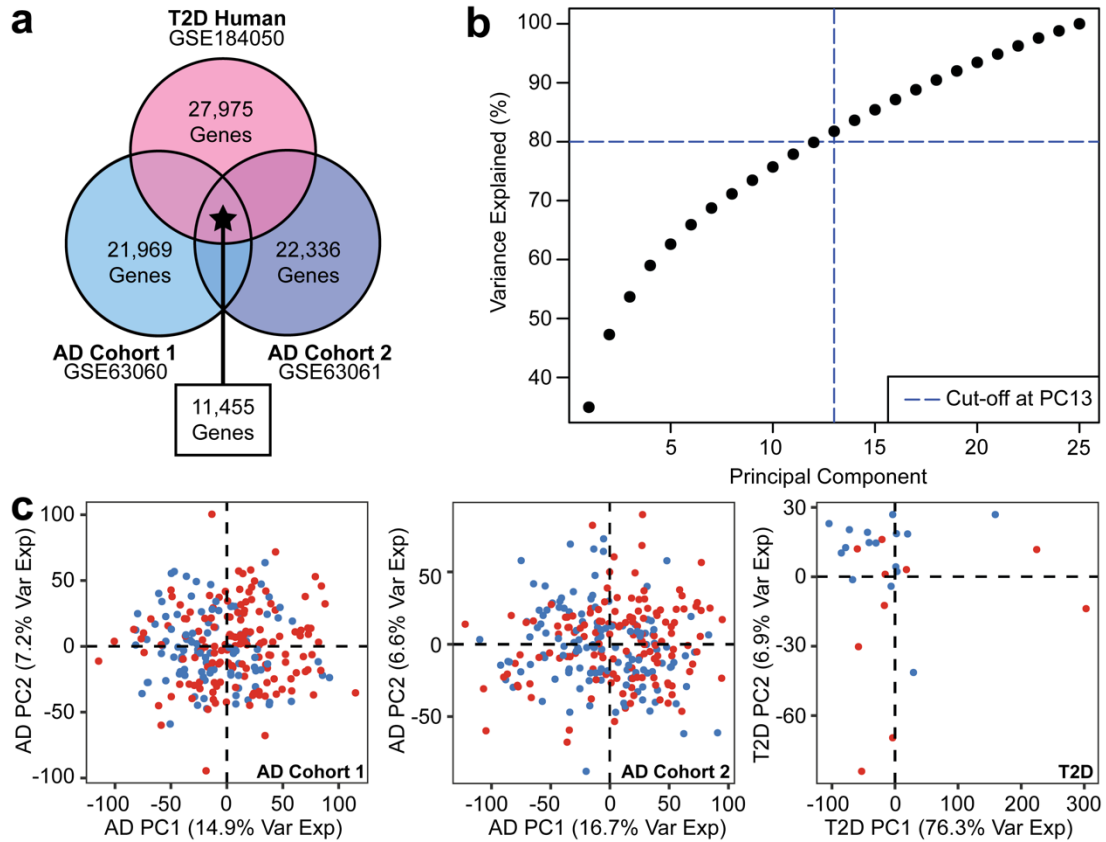 a
T2D Human
GSE184050
27,975
Genes
21,969
Genes
22,336
Genes
AD Cohort 1
GSE63060
AD Cohort 2
GSE63061
11,455
Genes
b
Variance Explained (%)
100
90
80
70
60
50
40
Cut-off at PC13
5
10
15
20
25
Principal Component
c
AD PC2 (7.2% Var Exp)
100
50
0
-50
-100
AD Cohort 1
-100
-50
0
50
100
AD PC1 (14.9% Var Exp)
AD PC2 (6.6% Var Exp)
50
0
-50
AD Cohort 2
-100
-50
0
50
100
AD PC1 (16.7% Var Exp)
T2D PC2 (6.9% Var Exp)
30
0
-30
-60
T2D
-100
0
100
200
300
T2D PC1 (76.3% Var Exp)